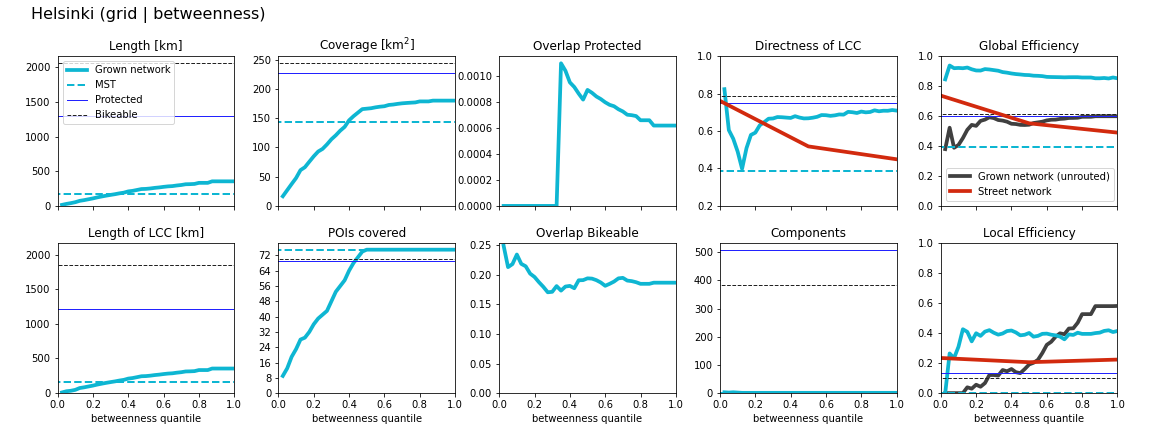 Helsinki (grid | betweenness)
Length [km]
Coverage [km²]
Overlap Protected
Directness of LCC
Global Efficiency
2000
1500
1000
500
0
Grown network
MST
Protected
Bikeable
250
200
150
100
50
0
0.0010
0.0008
0.0006
0.0004
0.0002
0.0000
1.0
0.8
0.6
0.4
0.2
1.0
0.8
0.6
0.4
0.2
0.0
Grown network (unrouted)
Street network
Length of LCC [km]
POIs covered
Overlap Bikeable
Components
Local Efficiency
2000
1500
1000
500
0
72
64
56
48
40
32
24
16
8
0
0.25
0.20
0.15
0.10
0.05
0.00
500
400
300
200
100
0
1.0
0.8
0.6
0.4
0.2
0.0
0.0 0.2 0.4 0.6 0.8 1.0
0.2 0.4 0.6 0.8 1.0
0.0 0.2 0.4 0.6 0.8 1.0
0.0 0.2 0.4 0.6 0.8 1.0
0.0 0.2 0.4 0.6 0.8 1.0
betweenness quantile
betweenness quantile
betweenness quantile
betweenness quantile
betweenness quantile